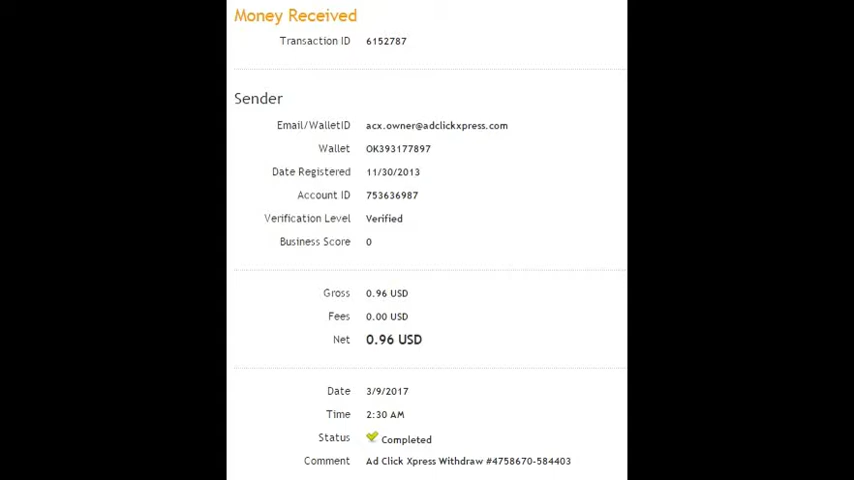 Money Received
Transaction ID 6152787
Sender
Email/WalletID acx.owner@adclickxpress.com
Wallet OK393177897
Date Registered 11/30/2013
Account ID 753636987
Verification Level Verified
Business Score 0
Gross 0.96 USD
Fees 0.00 USD
Net 0.96 USD
Date 3/9/2017
Time 2:30 AM
Status Completed
Comment Ad Click Xpress Withdraw #4758670-584403